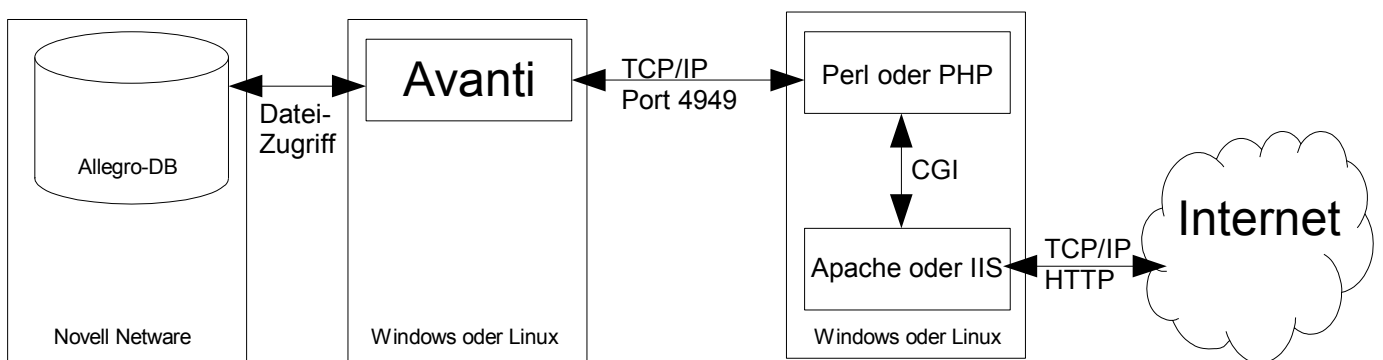 Allegro-DB
Novell Netware
Datei-
Zugriff
Avanti
Windows oder Linux
TCP/IP
Port 4949
Perl oder PHP
CGI
Apache oder IIS
Windows oder Linux
TCP/IP
HTTP
Internet